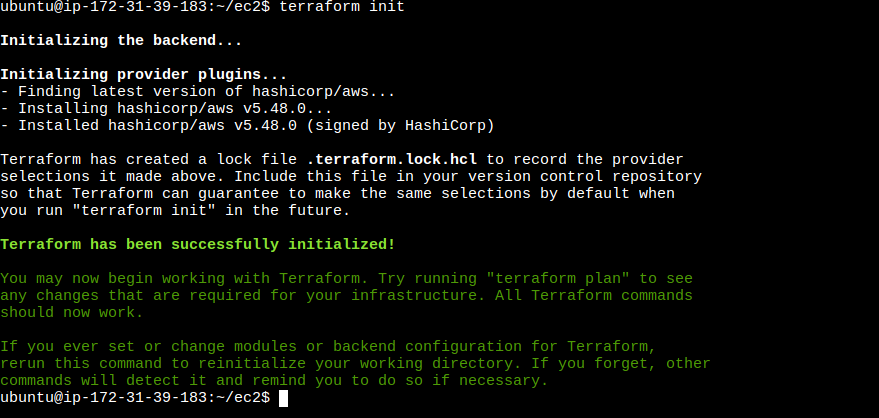 ubuntu@ip-172-31-39-183:~/ec2$ terraform init
Initializing the backend...
Initializing provider plugins...
- Finding latest version of hashicorp/aws...
- Installing hashicorp/aws v5.48.0...
- Installed hashicorp/aws v5.48.0 (signed by HashiCorp)
Terraform has created a lock file .terraform.lock.hcl to record the provider
selections it made above. Include this file in your version control repository
so that Terraform can guarantee to make the same selections by default when
you run "terraform init" in the future.
Terraform has been successfully initialized!
You may now begin working with Terraform. Try running "terraform plan" to see
any changes that are required for your infrastructure. All Terraform commands
should now work.
If you ever set or change modules or backend configuration for Terraform,
rerun this command to reinitialize your working directory. If you forget, other
commands will detect it and remind you to do so if necessary.
ubuntu@ip-172-31-39-183:~/ec2$